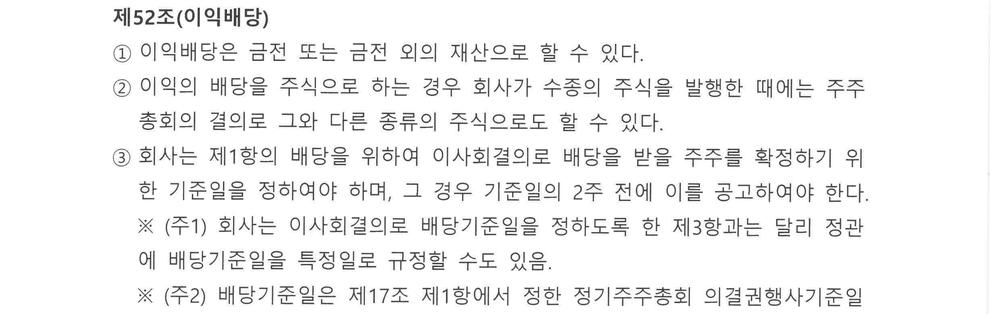 제52조(이익배당)
① 이익배당은 금전 또는 금전 외의 재산으로 할 수 있다.
② 이익의 배당을 주식으로 하는 경우 회사가 수종의 주식을 발행한 때에는 주주
총회의 결의로 그와 다른 종류의 주식으로도 할 수 있다.
③ 회사는 제1항의 배당을 위하여 이사회결의로 배당을 받을 주주를 확정하기 위
한 기준일을 정하여야 하며, 그 경우 기준일의 2주 전에 이를 공고하여야 한다.
※ (주1) 회사는 이사회결의로 배당기준일을 정하도록 한 제3항과는 달리 정관
에 배당기준일을 특정일로 규정할 수도 있음.
※ (주2) 배당기준일은 제17조 제1항에서 정한 정기주주총회 의결권행사기준일